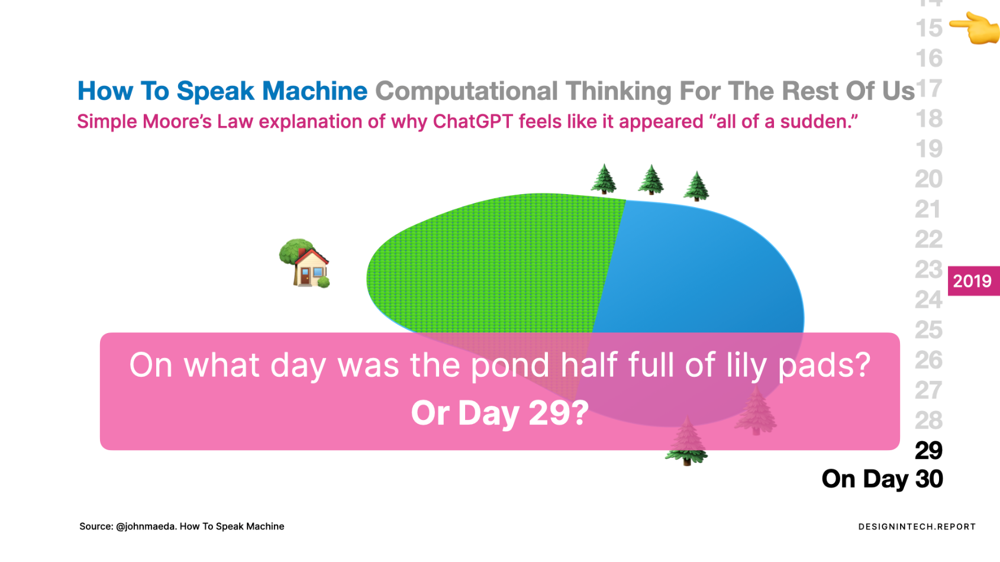 14
15
16
How To Speak Machine Computational Thinking For The Rest Of Us
17
Simple Moore’s Law explanation of why ChatGPT feels like it appeared “all of a sudden.”
18
19
20
21
22
23
2019
24
25
26
On what day was the pond half full of lily pads?
27
Or Day 29?
28
29
On Day 30
Source: @johnmaeda. How To Speak Machine
DESIGNINTECH.REPORT